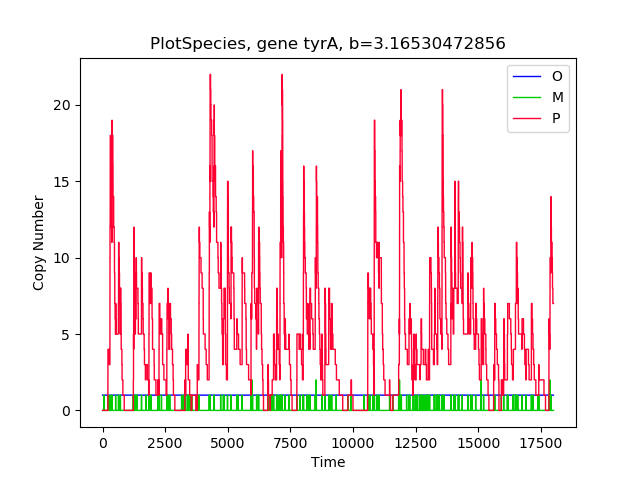 PlotSpecies, gene tyrA, b=3.16530472856
O
M
P
20
15
10
5
0
Copy Number
0 2500 5000 7500 10000 12500 15000 17500
Time